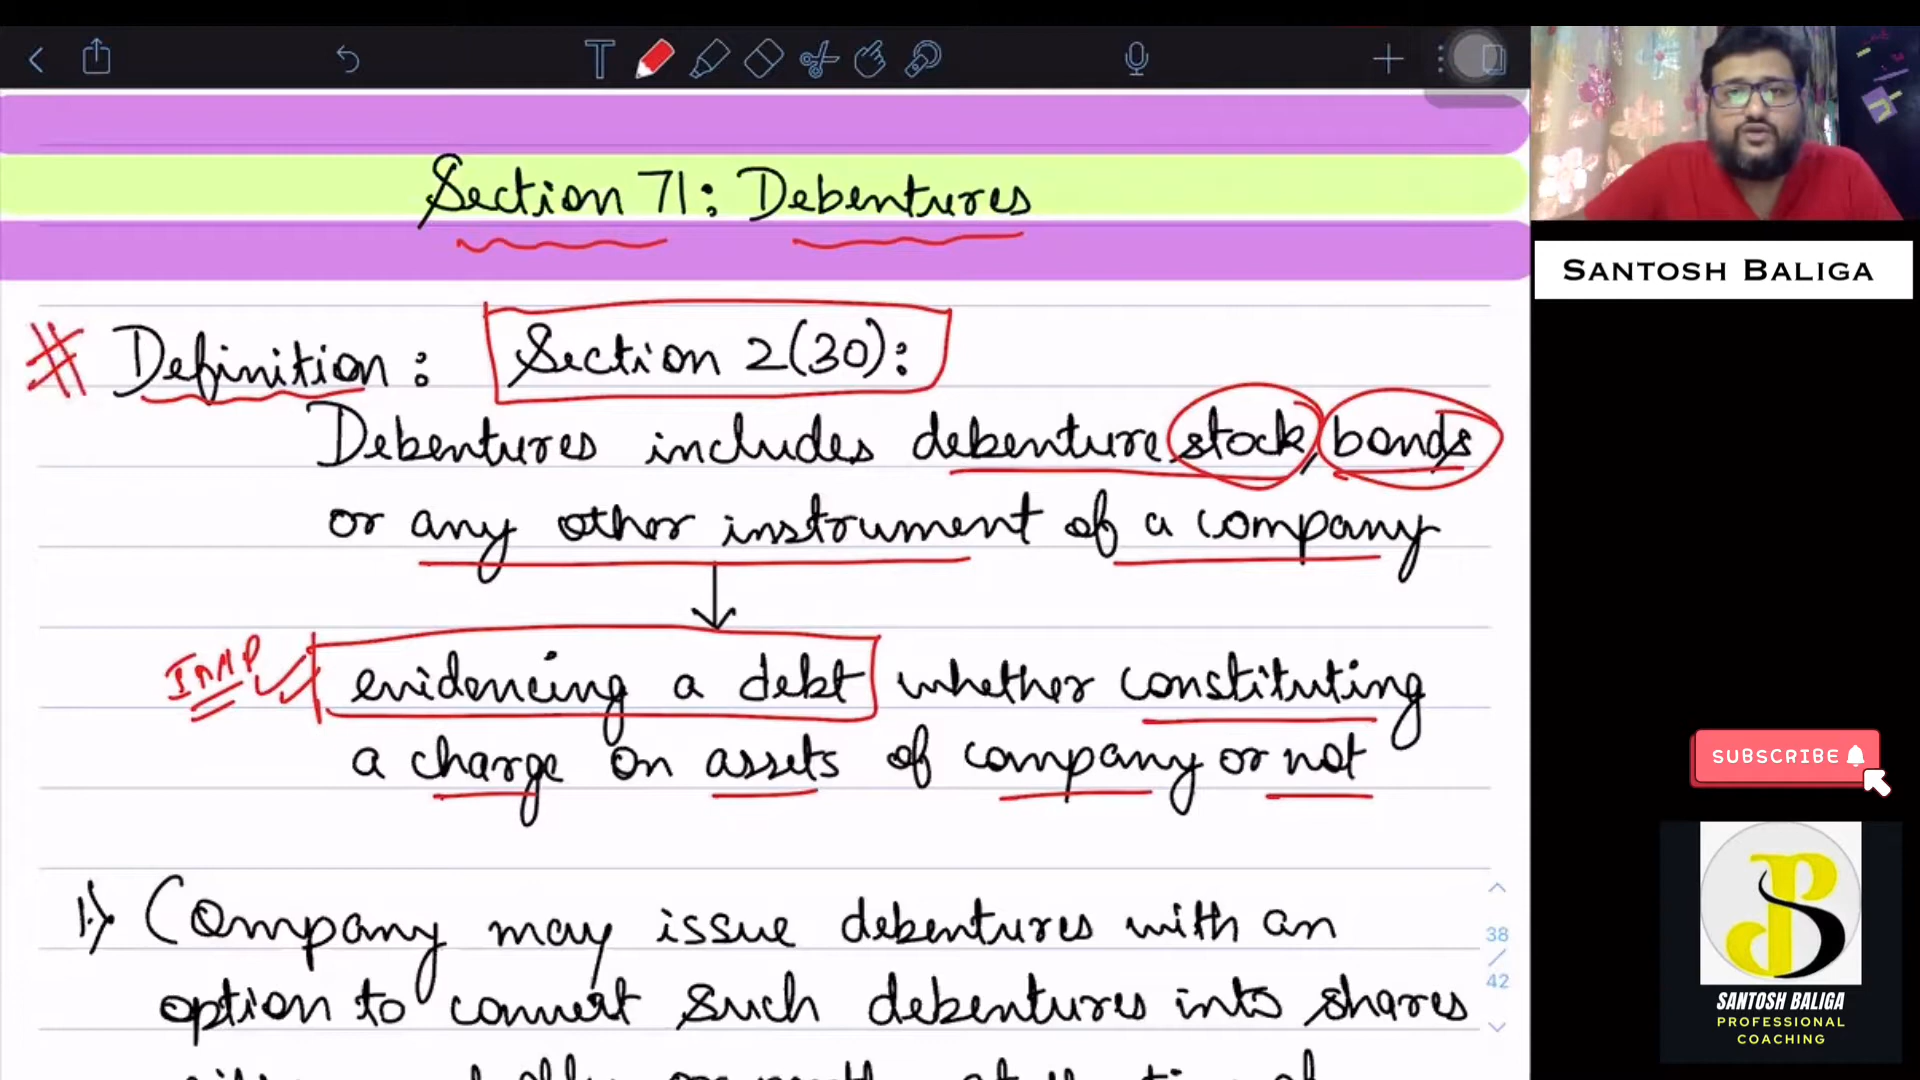 Section 71: Debentures
SANTOSH BALIGA
# Definition: Section 2(30):
Debentures includes debenture stock, bonds
or any other instrument of a company
IMP evidencing a debt whether constituting
a charge on assets of company or not
SUBSCRIBE
1.) Company may issue debentures with an
38
/
42
option to convert such debentures into shares
SANTOSH BALIGA
PROFESSIONAL
COACHING